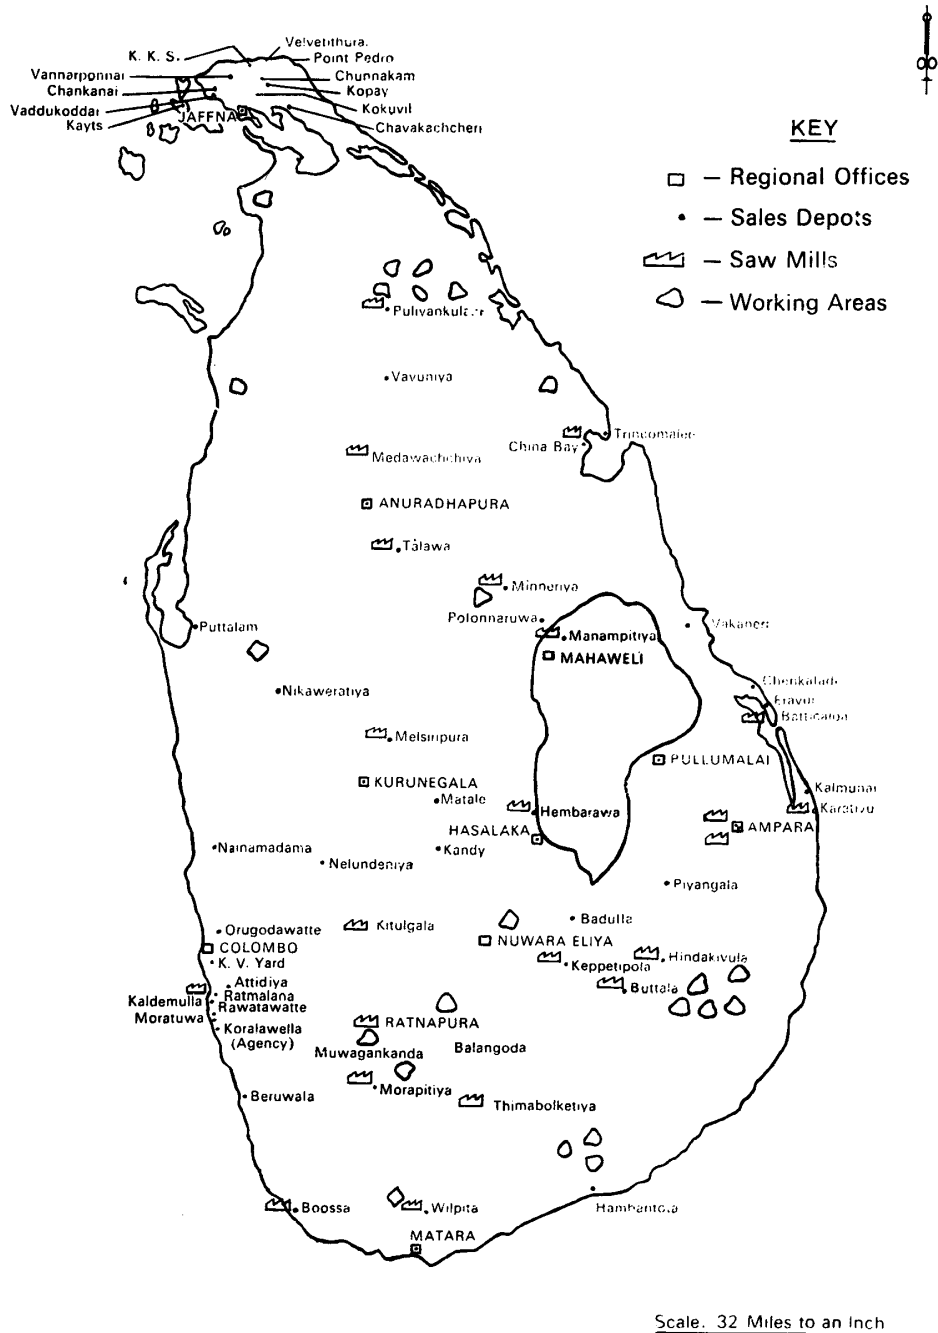 Velvetithura.
K. K. S.
Point Pedro
Vannarponnai
Chunnakam
Chankanai
Kopay
Vaddukoddai
Kokuvil
Kayts
JAFFNA
Chavakachcheri
KEY
— Regional Offices
— Sales Depots
— Saw Mills
— Working Areas
Vavuniya
Trincomalee
China Bay
Medawachchiya
ANURADHAPURA
Talawa
Minneriya
Polonnaruwa
Puttalam
Vakaneri
Manampitiya
MAHAWELI
Chenkaladi
Nikaweratiya
Eravur
Batticaloa
Melsiripura
PULLUMALAI
KURUNEGALA
Kalmunai
Matale
Hembarawa
Karativu
HASALAKA
AMPARA
Nainamadama
Kandy
Nelundeniya
Piyangala
Orugodawatte
Kitulgala
Badulla
COLOMBO
NUWARA ELIYA
K. V. Yard
Keppetipola
Hindakivula
Attidiya
Buttala
Kaldemulla
Ratmalana
Rawatawatte
Moratuwa
RATNAPURA
Koralawella
(Agency)
Muwagankanda
Balangoda
Morapitiya
Beruwala
Thimabolketiya
Boossa
Wilpita
Hambantota
MATARA
Scale. 32 Miles to an Inch